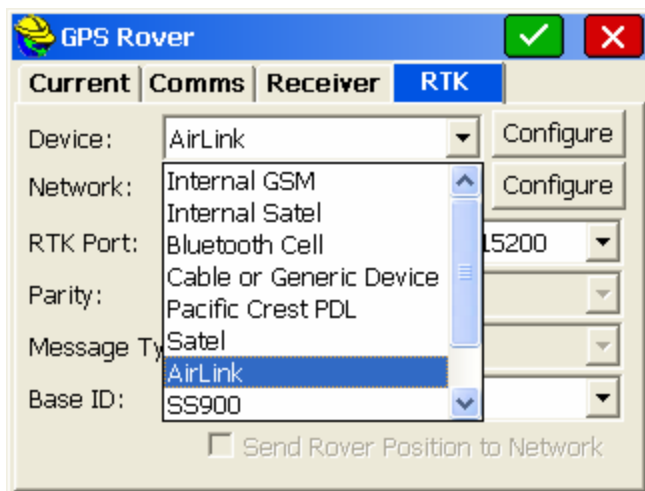 GPS Rover
Current Comms Receiver RTK
Device: AirLink Configure
Network: Configure
Internal GSM
Internal Satel
Bluetooth Cell
Cable or Generic Device
Pacific Crest PDL
Satel
AirLink
SS900
RTK Port: 15200
Parity:
Message Ty
Base ID:
Send Rover Position to Network